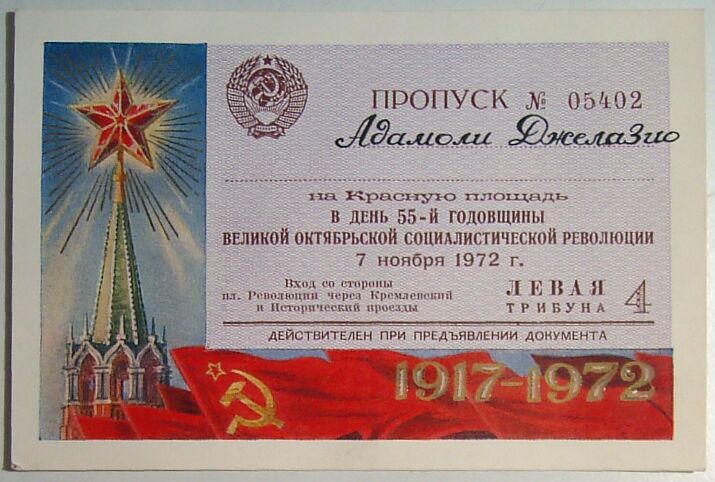 ПРОПУСК № 05402
Адамоли Джелазио
на Красную площадь
В ДЕНЬ 55-Й ГОДОВЩИНЫ
ВЕЛИКОЙ ОКТЯБРЬСКОЙ СОЦИАЛИСТИЧЕСКОЙ РЕВОЛЮЦИИ
7 ноября 1972 г.
Вход со стороны
пл. Революции через Кремлевский
и Исторический проезды
ЛЕВАЯ
ТРИБУНА 4
ДЕЙСТВИТЕЛЕН ПРИ ПРЕДЪЯВЛЕНИИ ДОКУМЕНТА
1917-1972